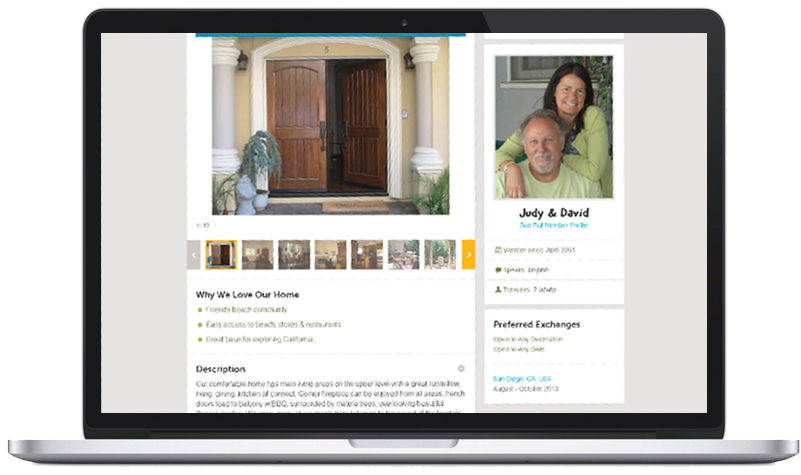 5
1 / 12
Why We Love Our Home
Friendly beach community.
Easy access to beach, stores & restaurants.
Great base for exploring California.
Description
Our comfortable home has main living areas on the upper level with a great room flow,
living, dining, kitchen all connect. Corner fireplace can be enjoyed from all areas, french
doors lead to balcony w/BBQ, surrounded by mature trees, overlooking beautiful
Judy & David
See Full Member Profile
Member since: April 2001
Speaks: English
Travelers: 2 adults
Preferred Exchanges
Open to Any Destination
Open to Any Date
San Diego, CA, USA
August - October 2013